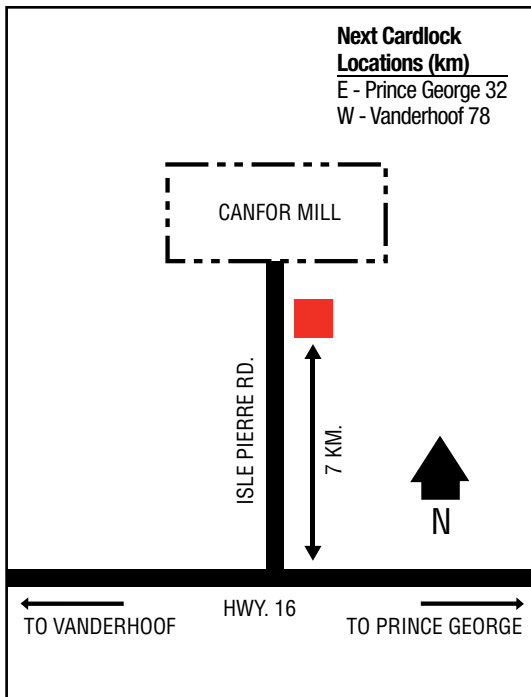 Next Cardlock
Locations (km)
E - Prince George 32
W - Vanderhoof 78
CANFOR MILL
ISLE PIERRE RD.
7 KM.
N
HWY. 16
TO VANDERHOOF
TO PRINCE GEORGE